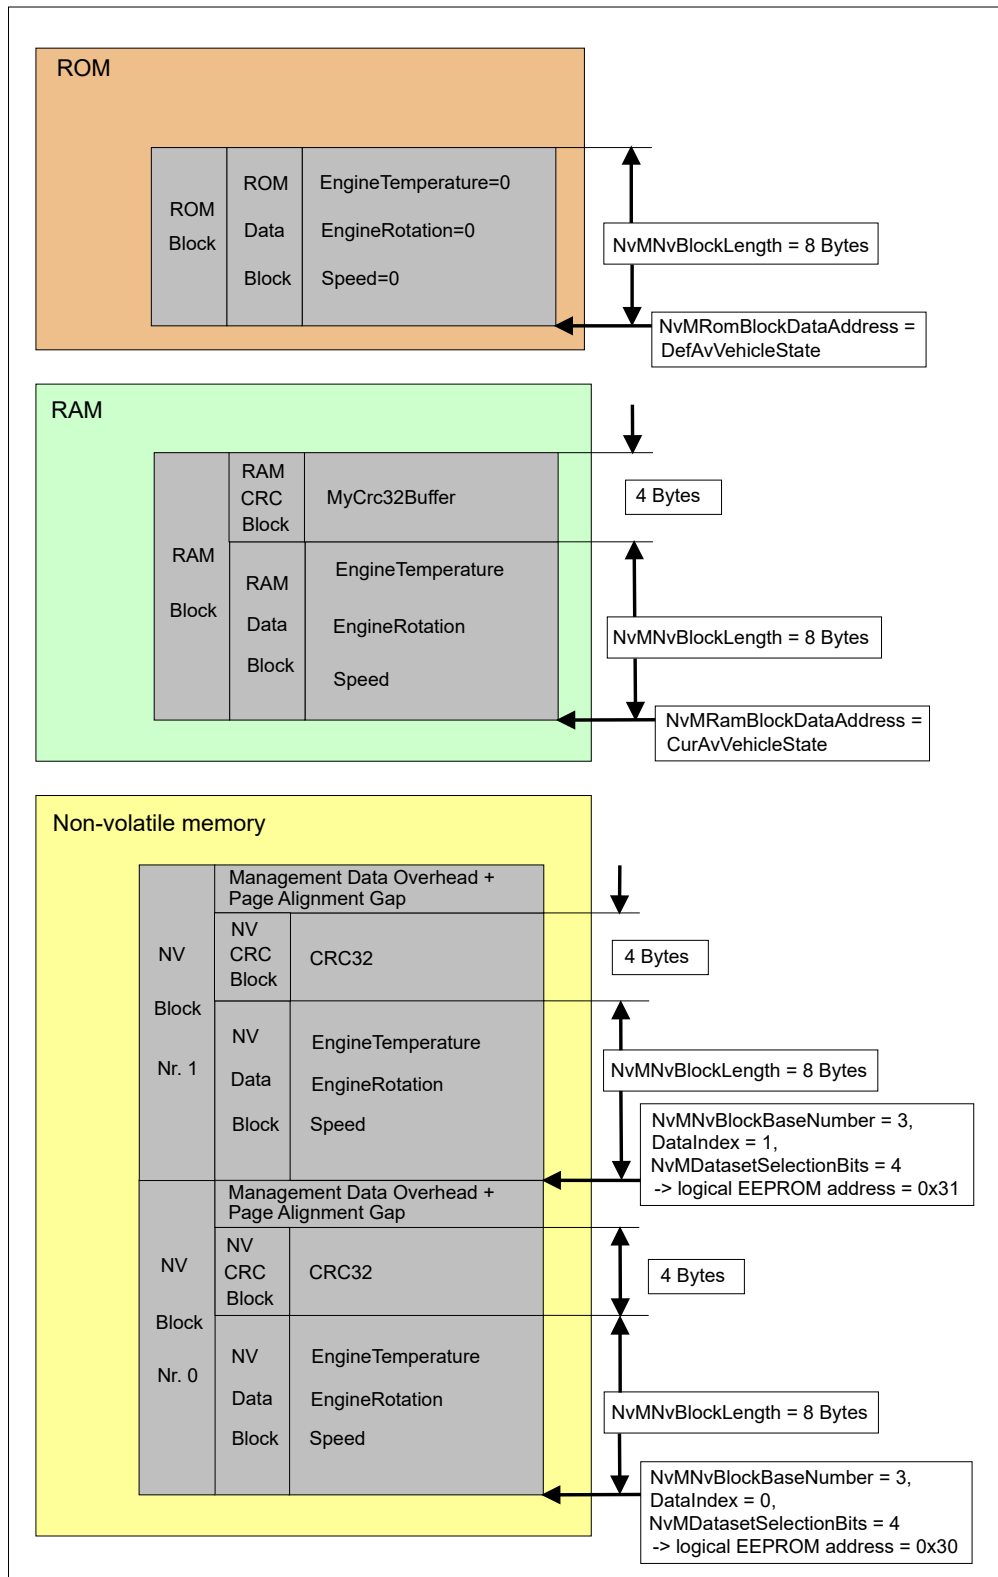 ROM
ROM
Block
ROM
Data
Block
EngineTemperature=0
EngineRotation=0
Speed=0
NvMNvBlockLength = 8 Bytes
NvMRomBlockDataAddress =
DefAvVehicleState
RAM
RAM
Block
RAM
CRC
Block
MyCrc32Buffer
4 Bytes
RAM
Data
Block
EngineTemperature
EngineRotation
Speed
NvMNvBlockLength = 8 Bytes
NvMRamBlockDataAddress =
CurAvVehicleState
Non-volatile memory
NV
Block
Nr. 1
Management Data Overhead +
Page Alignment Gap
NV
CRC
Block
CRC32
4 Bytes
NV
Data
Block
EngineTemperature
EngineRotation
Speed
NvMNvBlockLength = 8 Bytes
NvMNvBlockBaseNumber = 3,
DataIndex = 1,
NvMDatasetSelectionBits = 4
-> logical EEPROM address = 0x31
NV
Block
Nr. 0
Management Data Overhead +
Page Alignment Gap
NV
CRC
Block
CRC32
4 Bytes
NV
Data
Block
EngineTemperature
EngineRotation
Speed
NvMNvBlockLength = 8 Bytes
NvMNvBlockBaseNumber = 3,
DataIndex = 0,
NvMDatasetSelectionBits = 4
-> logical EEPROM address = 0x30